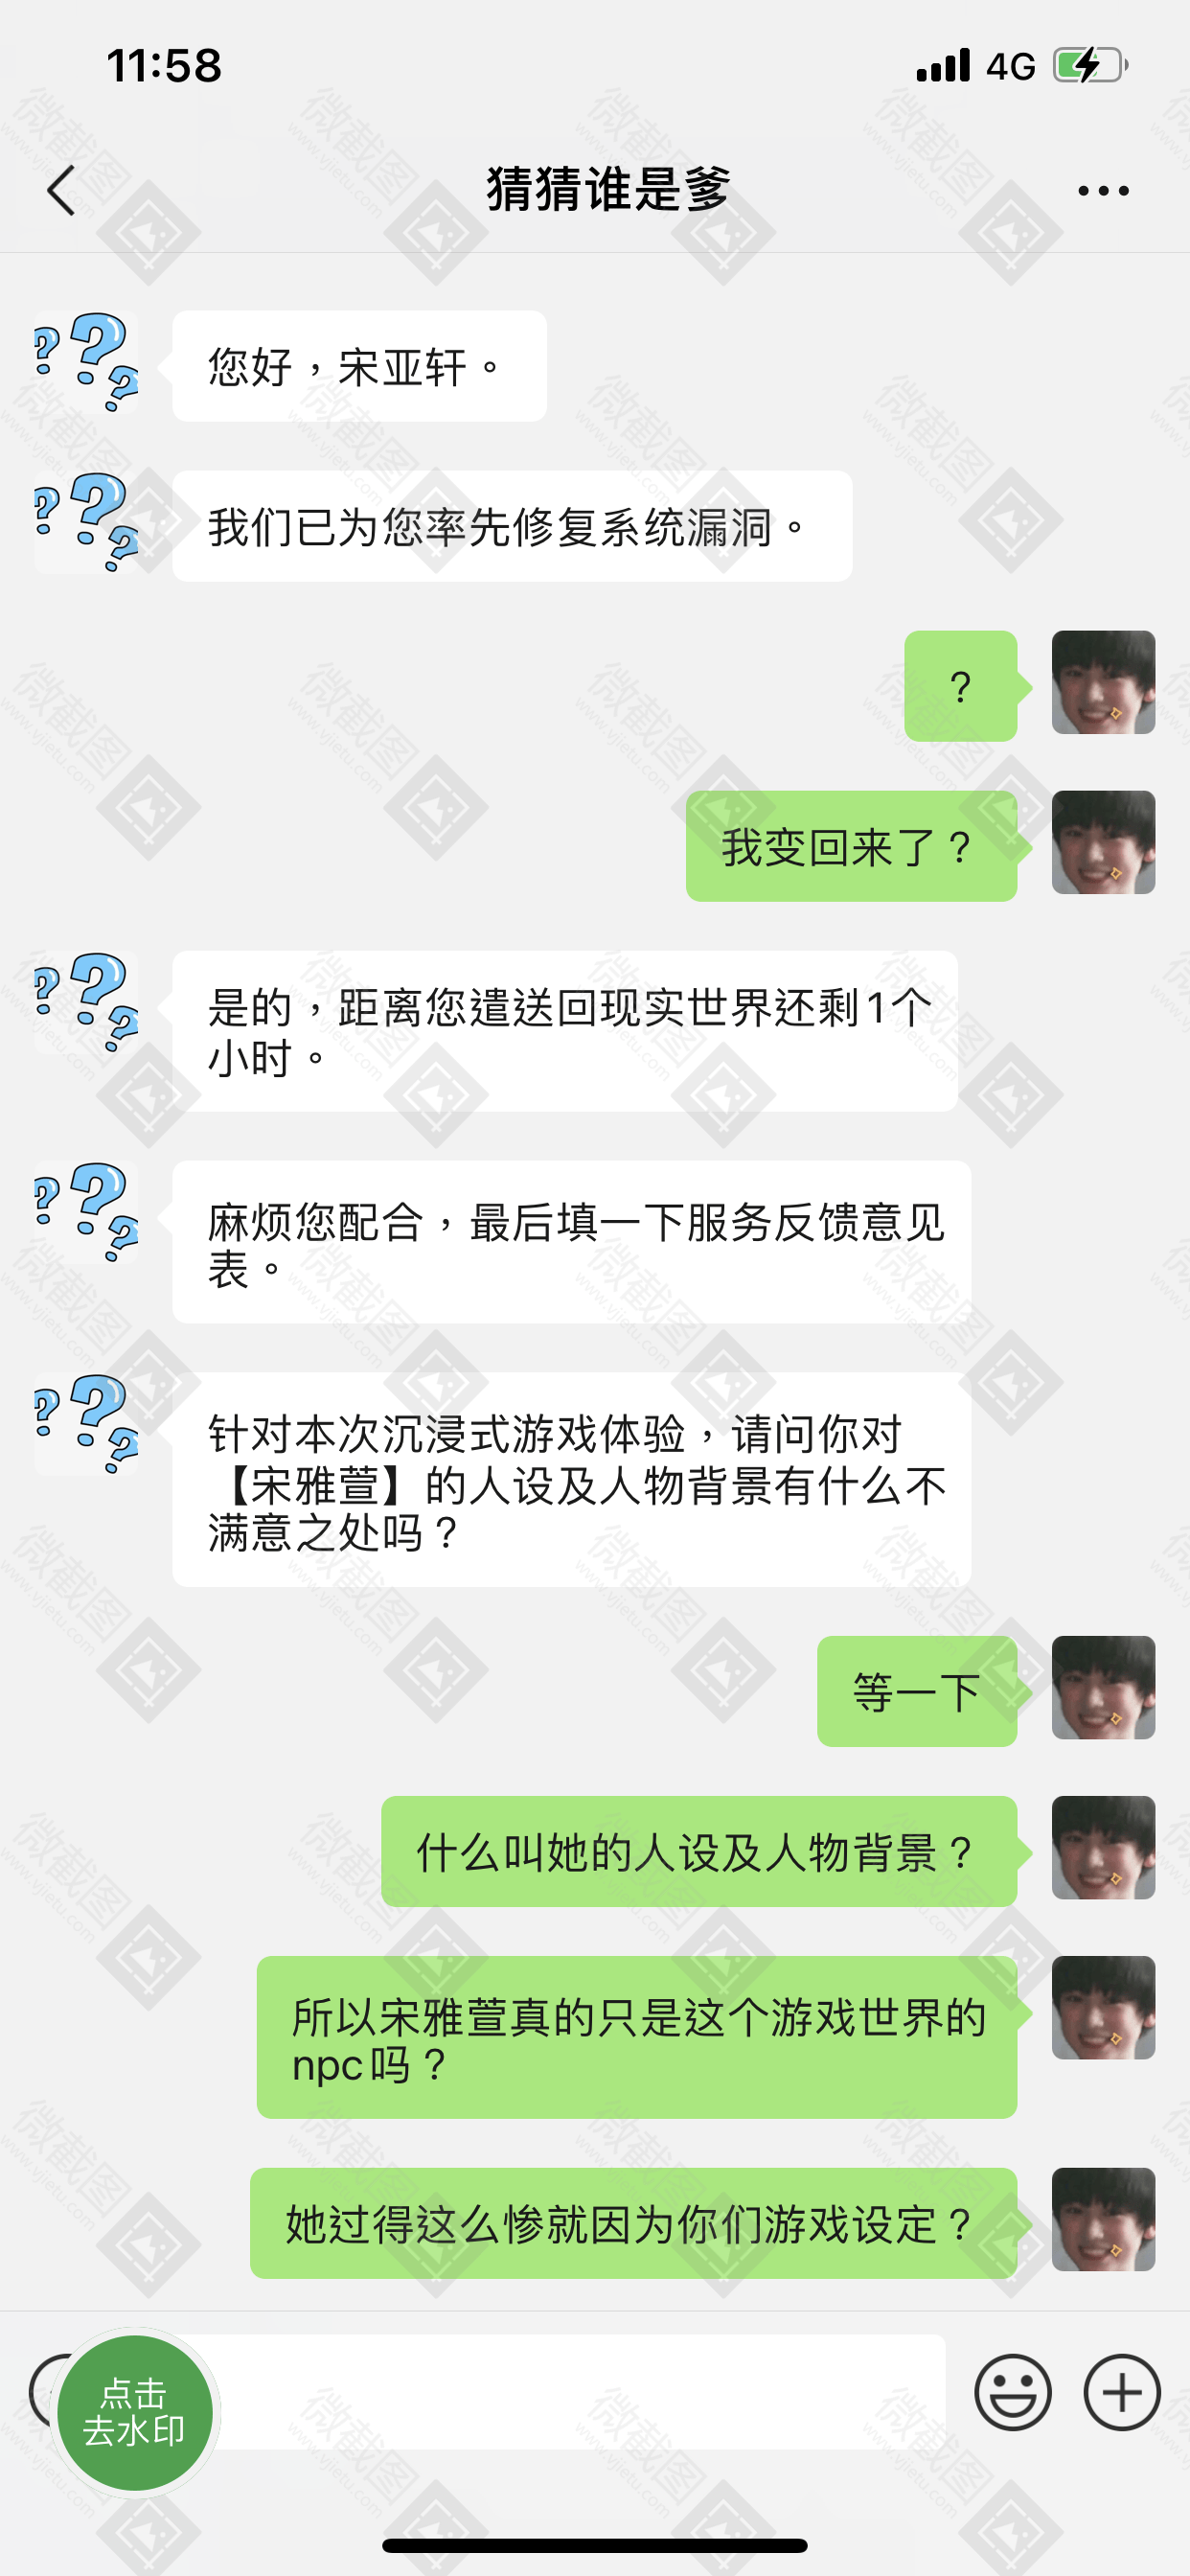 11:58
4G
猜猜谁是爹
您好，宋亚轩。
我们已为您率先修复系统漏洞。
？
我变回来了？
是的，距离您遣送回现实世界还剩1个
小时。
麻烦您配合，最后填一下服务反馈意见
表。
针对本次沉浸式游戏体验，请问你对
【宋雅萱】的人设及人物背景有什么不
满意之处吗？
等一下
什么叫她的人设及人物背景？
所以宋雅萱真的只是这个游戏世界的
npc吗？
她过得这么惨就因为你们游戏设定？
点击
去水印
微截图
www.vjietu.com